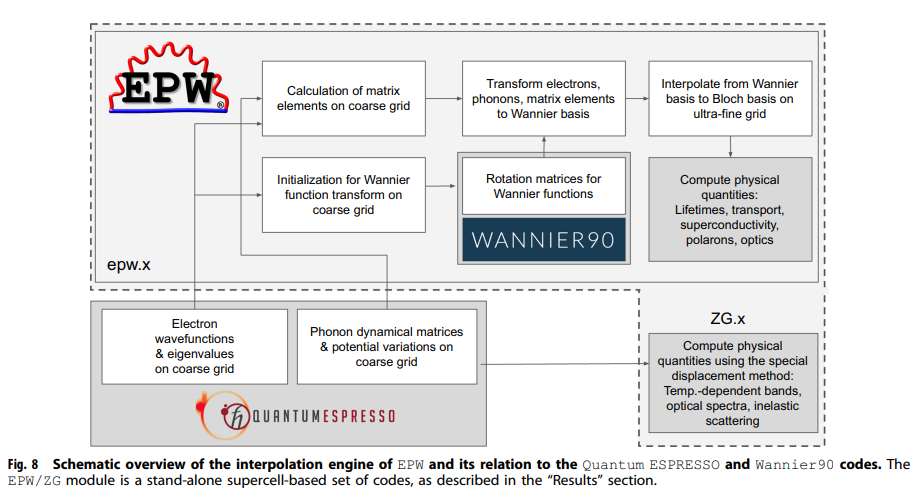 EPW®
Calculation of matrix
elements on coarse grid
Transform electrons,
phonons, matrix elements
to Wannier basis
Interpolate from Wannier
basis to Bloch basis on
ultra-fine grid
Initialization for Wannier
function transform on
coarse grid
Rotation matrices for
Wannier functions
WANNIER90
Compute physical
quantities:
Lifetimes, transport,
superconductivity,
polarons, optics
epw.x
Electron
wavefunctions
& eigenvalues
on coarse grid
Phonon dynamical matrices
& potential variations on
coarse grid
ħ QUANTUMESPRESSO
ZG.x
Compute physical
quantities using the special
displacement method:
Temp.-dependent bands,
optical spectra, inelastic
scattering
Fig. 8 Schematic overview of the interpolation engine of EPW and its relation to the Quantum ESPRESSO and Wannier90 codes. The
EPW/ZG module is a stand-alone supercell-based set of codes, as described in the “Results” section.